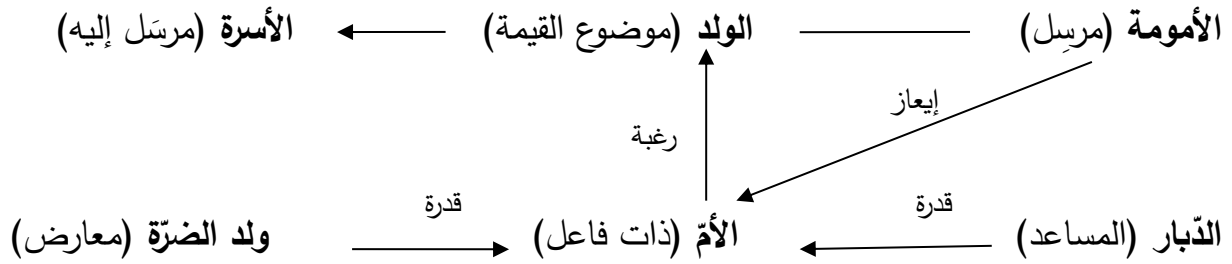 الأمومة (مرسِل) الولد (موضوع القيمة) الأسرة (مرسَل إليه)
إيعاز
رغبة
قدرة قدرة
الدّبار (المساعد) الأمّ (ذات فاعل) ولد الضرّة (معارض)